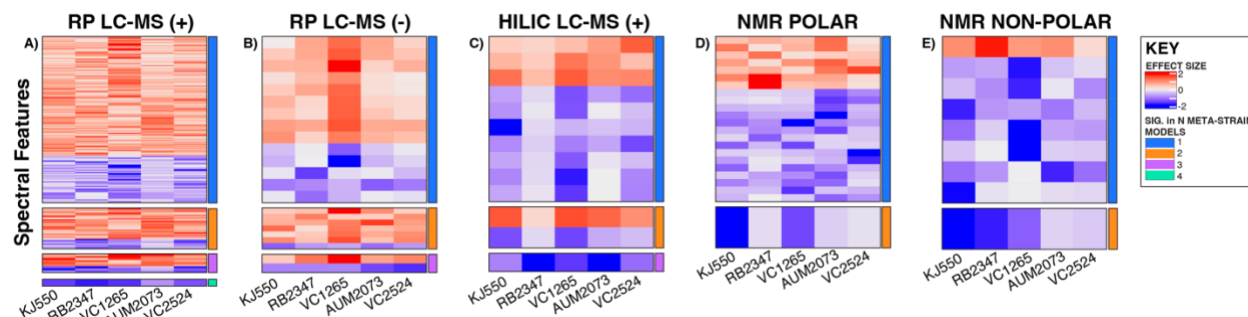 RP LC-MS (+)
RP LC-MS (-)
HILIC LC-MS (+)
NMR POLAR
NMR NON-POLAR
A)
B)
C)
D)
E)
Spectral Features
KJ550
RB2347
VC1265
AUM2073
VC2524
KJ550
RB2347
VC1265
AUM2073
VC2524
KJ550
RB2347
VC1265
AUM2073
VC2524
KJ550
RB2347
VC1265
AUM2073
VC2524
KJ550
RB2347
VC1265
AUM2073
VC2524
KEY
EFFECT SIZE
2
0
-2
SIG. in N META-STRAIN
MODELS
1
2
3
4